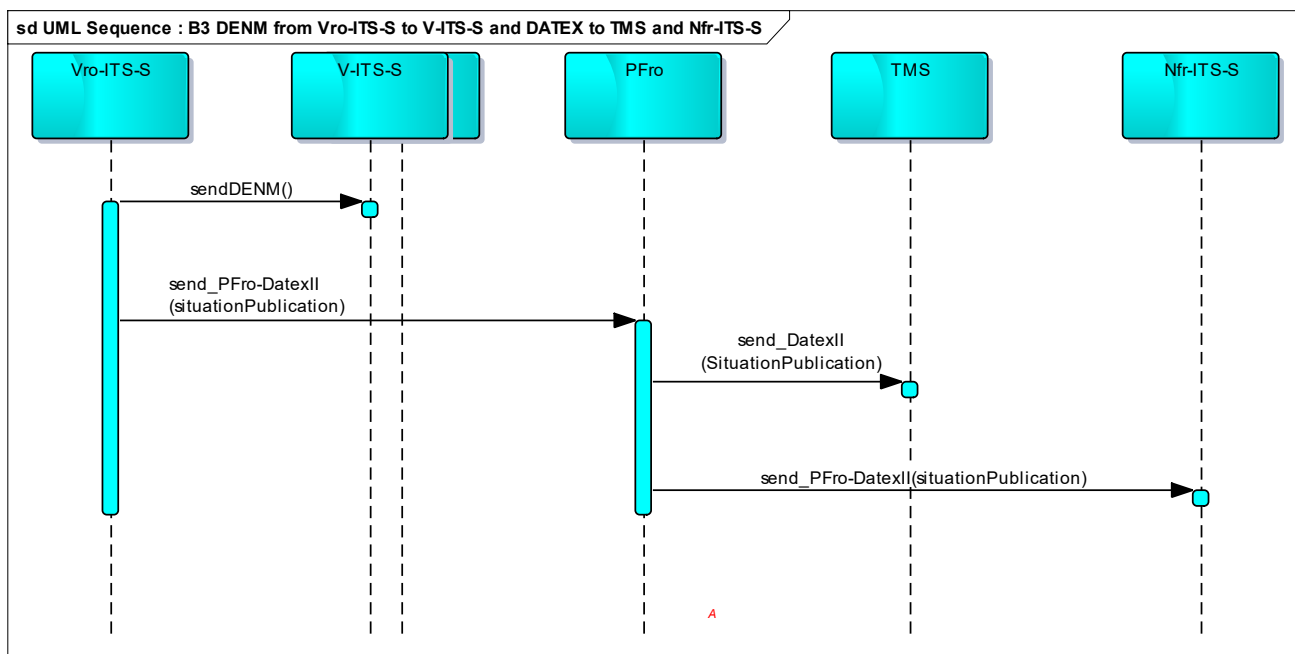 sd UML Sequence : B3 DENM from Vro-ITS-S to V-ITS-S and DATEX to TMS and Nfr-ITS-S
Vro-ITS-S
V-ITS-S
PFro
TMS
Nfr-ITS-S
sendDENM()
send_PFro-DatexII
(situationPublication)
send_DatexII
(SituationPublication)
send_PFro-DatexII(situationPublication)
A